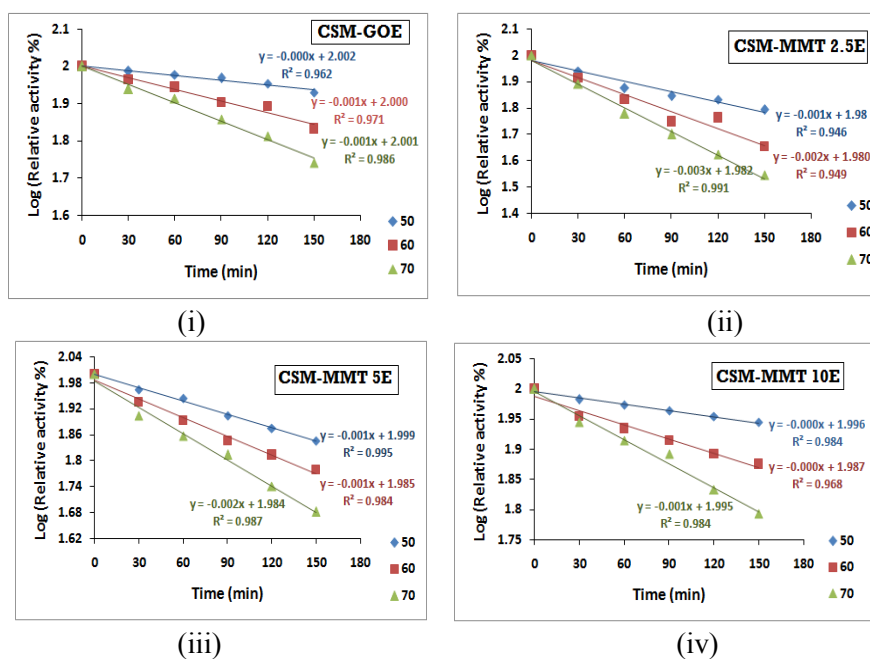 CSM-GOE
Log (Relative activity %)
2.1
2
1.9
1.8
1.7
1.6
y = -0.000x + 2.002
R² = 0.962
y = -0.001x + 2.000
R² = 0.971
y = -0.001x + 2.001
R² = 0.986
0 30 60 90 120 150 180
Time (min)
50
60
70
(i)
CSM-MMT 2.5E
Log (Relative activity %)
2.1
2
1.9
1.8
1.7
1.6
1.5
1.4
y = -0.001x + 1.98
R² = 0.946
y = -0.002x + 1.980
R² = 0.949
y = -0.003x + 1.982
R² = 0.991
0 30 60 90 120 150 180
Time (min)
50
60
70
(ii)
CSM-MMT 5E
Log (Relative activity %)
2.04
1.98
1.92
1.86
1.8
1.74
1.68
1.62
y = -0.001x + 1.999
R² = 0.995
y = -0.001x + 1.985
R² = 0.984
y = -0.002x + 1.984
R² = 0.987
0 30 60 90 120 150 180
Time (min)
50
60
70
(iii)
CSM-MMT 10E
Log (Relative activity %)
2.05
2
1.95
1.9
1.85
1.8
1.75
y = -0.000x + 1.996
R² = 0.984
y = -0.000x + 1.987
R² = 0.968
y = -0.001x + 1.995
R² = 0.984
0 30 60 90 120 150 180
Time (min)
50
60
70
(iv)